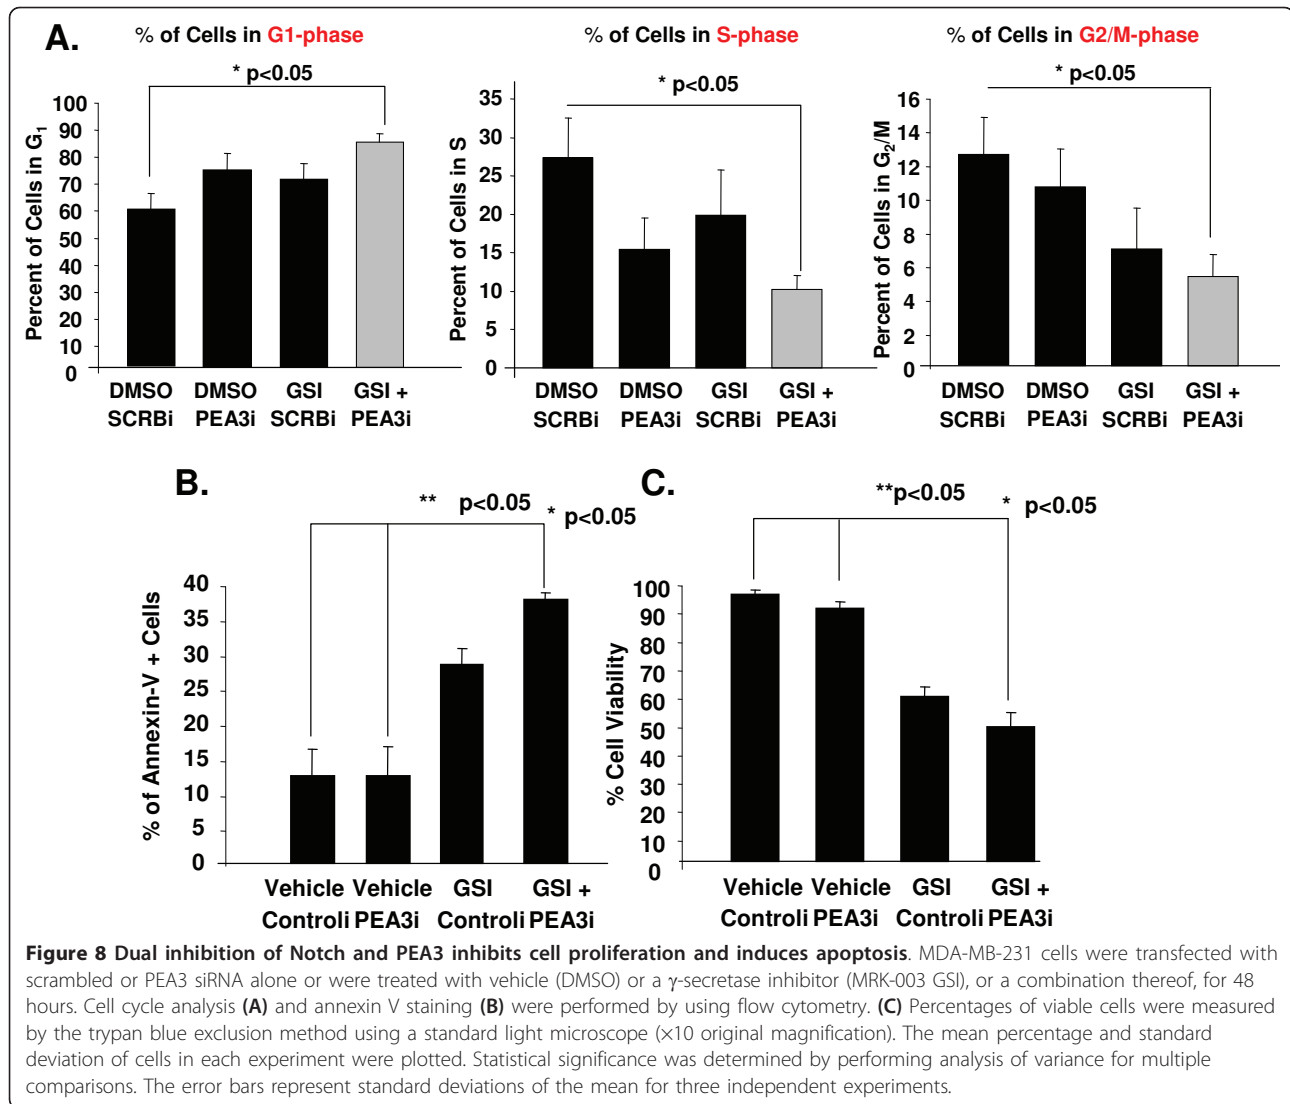 A.
% of Cells in G1-phase
* p<0.05
Percent of Cells in G1
100
90
80
70
60
50
40
30
20
10
0
DMSO DMSO GSI GSI +
SCRBi PEA3i SCRBi PEA3i
% of Cells in S-phase
* p<0.05
Percent of Cells in S
35
30
25
20
15
10
5
0
DMSO DMSO GSI GSI +
SCRBi PEA3i SCRBi PEA3i
% of Cells in G2/M-phase
* p<0.05
Percent of Cells in G2/M
16
14
12
10
8
6
4
2
0
DMSO DMSO GSI GSI +
SCRBi PEA3i SCRBi PEA3i
B.
** p<0.05
* p<0.05
% of Annexin-V + Cells
40
35
30
25
20
15
10
5
0
Vehicle Vehicle GSI GSI +
Controli PEA3i Controli PEA3i
C.
**p<0.05
* p<0.05
% Cell Viability
100
90
80
70
60
50
40
30
20
10
0
Vehicle Vehicle GSI GSI +
Controli PEA3i Controli PEA3i
Figure 8 Dual inhibition of Notch and PEA3 inhibits cell proliferation and induces apoptosis. MDA-MB-231 cells were transfected with
scrambled or PEA3 siRNA alone or were treated with vehicle (DMSO) or a γ-secretase inhibitor (MRK-003 GSI), or a combination thereof, for 48
hours. Cell cycle analysis (A) and annexin V staining (B) were performed by using flow cytometry. (C) Percentages of viable cells were measured
by the trypan blue exclusion method using a standard light microscope (×10 original magnification). The mean percentage and standard
deviation of cells in each experiment were plotted. Statistical significance was determined by performing analysis of variance for multiple
comparisons. The error bars represent standard deviations of the mean for three independent experiments.